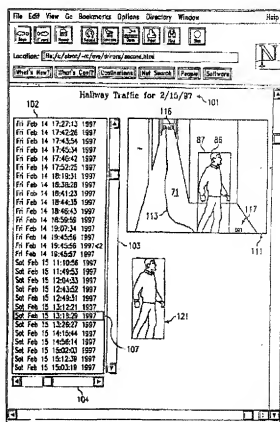 File Edit View Go Bookmarks Options Directory Window Help
Location: file:/c/
What's New? What's Cool? Destinations Net Search People Software
Hallway Traffic for 2/15/97 101
102
116
87 86
Fri Feb 14 17:27:13 1997
Fri Feb 14 17:42:26 1997
Fri Feb 14 17:43:54 1997
Fri Feb 14 17:45:34 1997
Fri Feb 14 17:46:42 1997
Fri Feb 14 17:52:25 1997
Fri Feb 14 18:19:31 1997
Fri Feb 14 18:38:28 1997
Fri Feb 14 18:41:23 1997
Fri Feb 14 18:44:35 1997
Fri Feb 14 18:46:43 1997
Fri Feb 14 18:59:59 1997
Fri Feb 14 19:07:34 1997
Fri Feb 14 19:45:56 1997
Fri Feb 14 19:45:56 1997<2
Fri Feb 14 19:45:57 1997
Sat Feb 15 11:10:56 1997
Sat Feb 15 11:49:53 1997
Sat Feb 15 12:04:33 1997
Sat Feb 15 12:43:52 1997
Sat Feb 15 12:49:31 1997
Sat Feb 15 13:12:21 1997
Sat Feb 15 13:19:29 1997
Sat Feb 15 13:26:27 1997
Sat Feb 15 14:15:44 1997
Sat Feb 15 14:56:14 1997
Sat Feb 15 15:02:03 1997
Sat Feb 15 15:12:39 1997
Sat Feb 15 15:03:19 1997
71
113
117
103
111
121
107
104
N